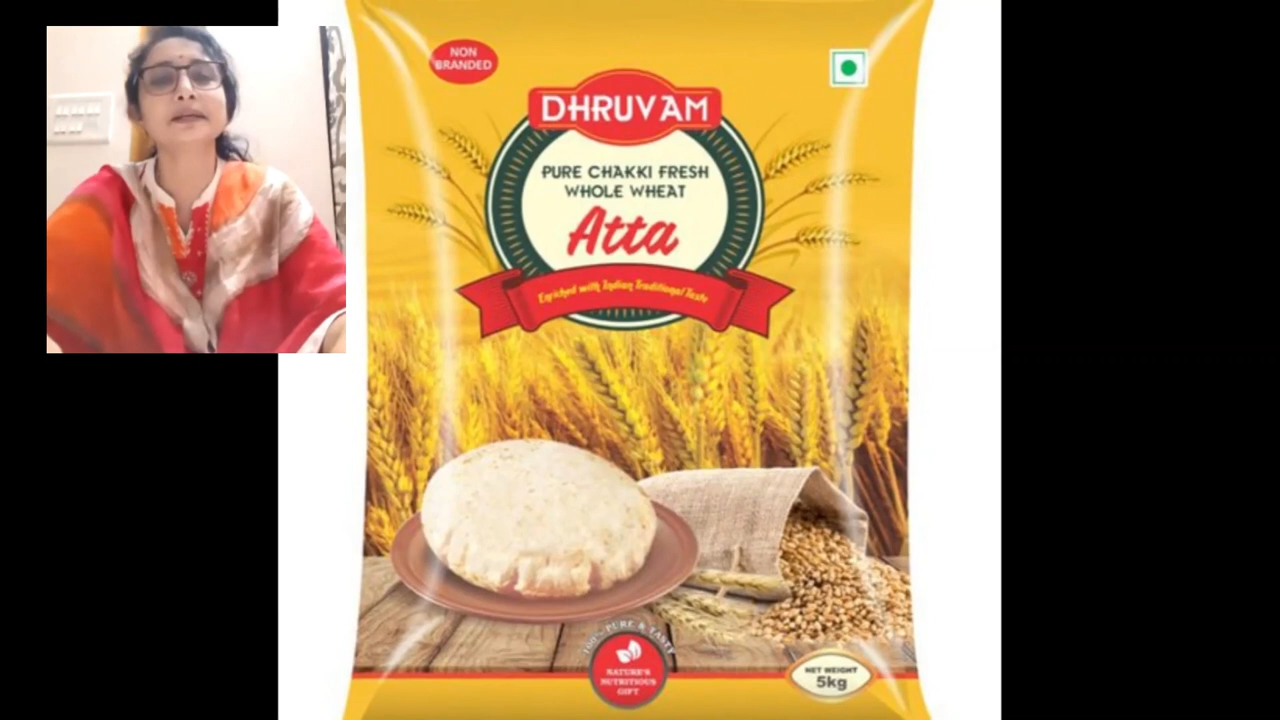 NON
BRANDED
DHRUVAM
PURE CHAKKI FRESH
WHOLE WHEAT
Atta
Enriched with Indian Traditional Taste
100% PURE & TASTY
NATURE'S
NUTRITIOUS
GIFT
NET WEIGHT
5kg